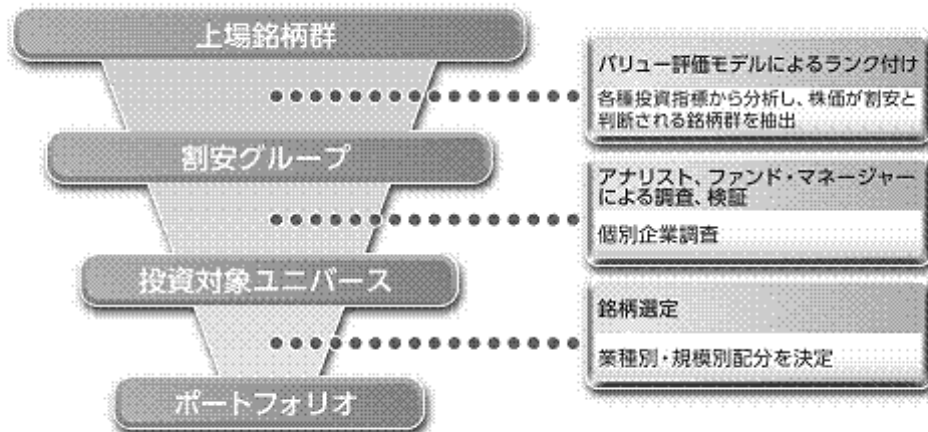 上場銘柄群
バリュー評価モデルによるランク付け
各種投資指標から分析し、株価が割安と
判断される銘柄群を抽出
割安グループ
アナリスト、ファンド・マネージャー
による調査、検証
個別企業調査
投資対象ユニバース
銘柄選定
業種別・規模別配分を決定
ポートフォリオ